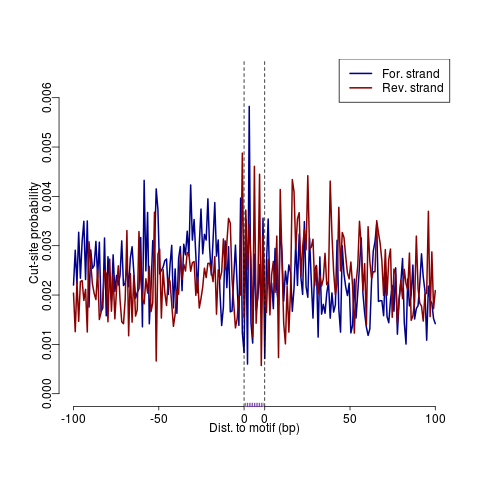 For. strand
Rev. strand
Cut-site probability
0.006
0.005
0.004
0.003
0.002
0.001
0.000
-100 -50 0 0 50 100
Dist. to motif (bp)